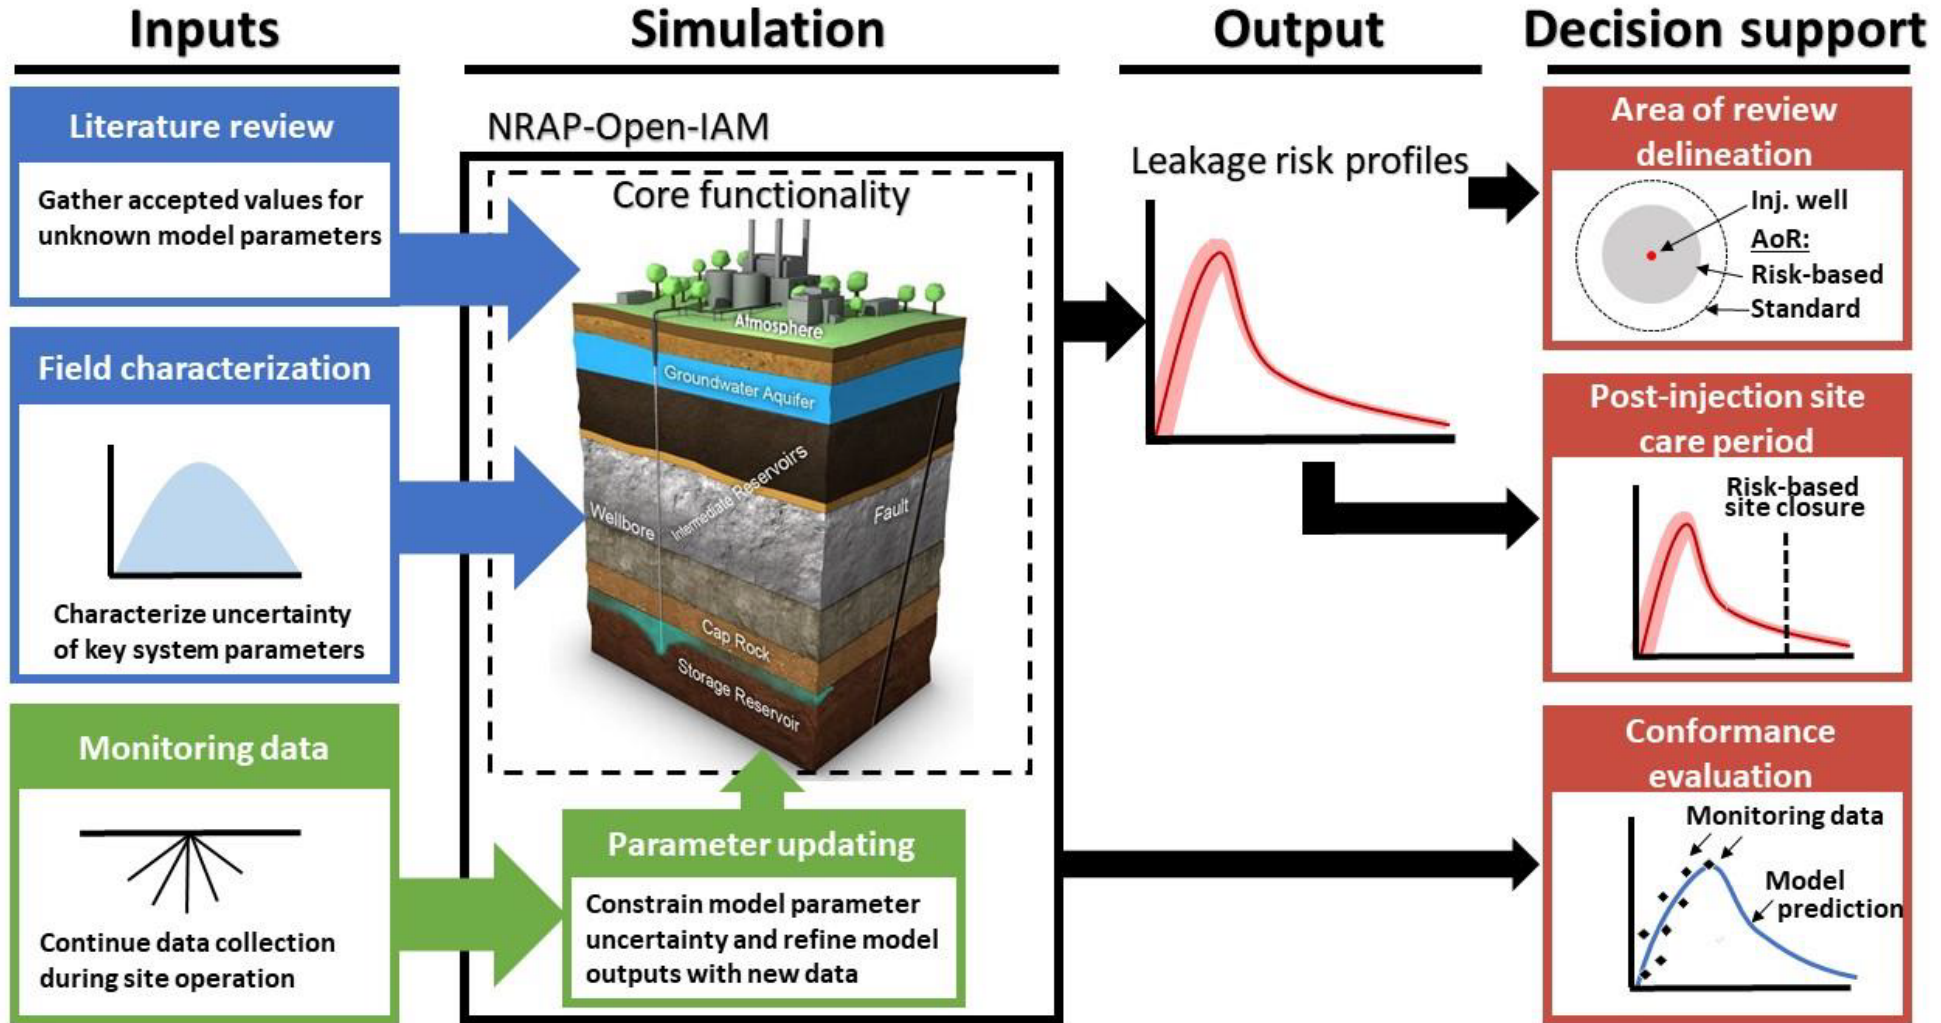 Inputs
Simulation
Output
Decision support
Literature review
Gather accepted values for
unknown model parameters
Field characterization
Characterize uncertainty
of key system parameters
Monitoring data
Continue data collection
during site operation
NRAP-Open-IAM
Core functionality
Atmosphere
Groundwater Aquifer
Intermediate Reservoirs
Wellbore
Fault
Cap Rock
Storage Reservoir
Parameter updating
Constrain model parameter
uncertainty and refine model
outputs with new data
Leakage risk profiles
Area of review
delineation
Inj. well
AoR:
Risk-based
Standard
Post-injection site
care period
Risk-based
site closure
Conformance
evaluation
Monitoring data
Model
prediction